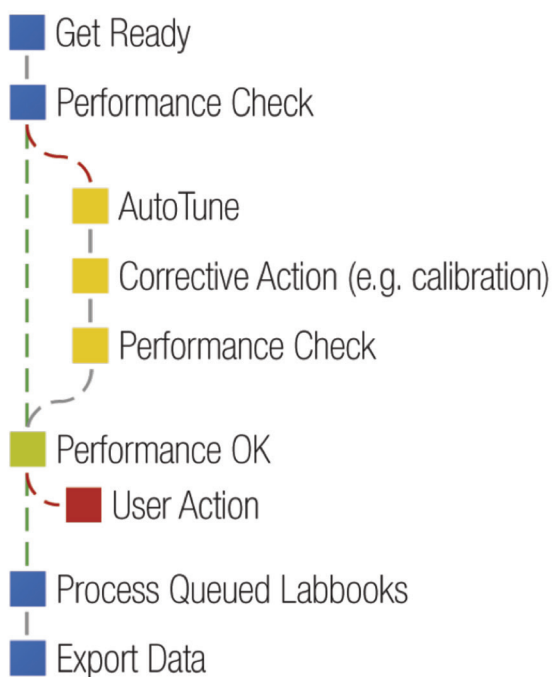 Get Ready
Performance Check
AutoTune
Corrective Action (e.g. calibration)
Performance Check
Performance OK
User Action
Process Queued Labbooks
Export Data